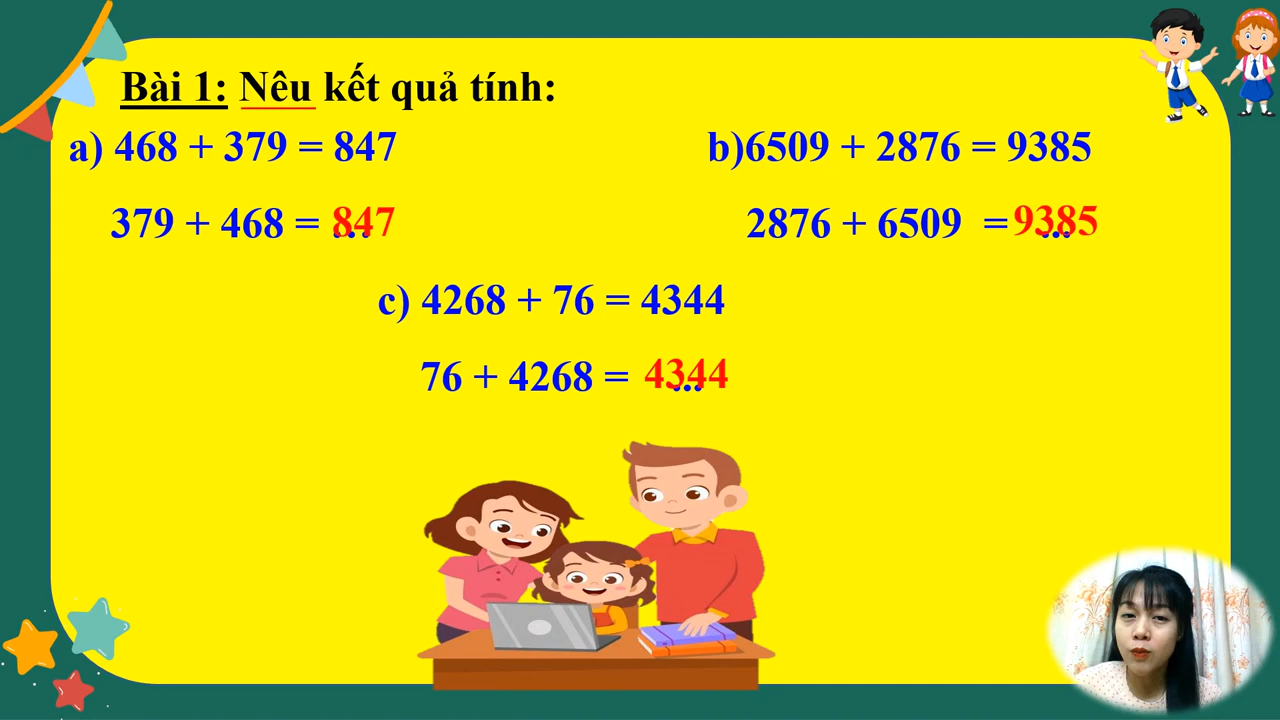 Bài 1: Nêu kết quả tính:
a) 468 + 379 = 847
b)6509 + 2876 = 9385
379 + 468 = ... 847
2876 + 6509 = ... 9385
c) 4268 + 76 = 4344
76 + 4268 = ... 4344